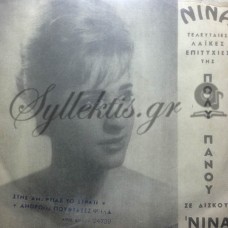 ΝΙΝΑ
ΤΕΛΕΥΤΑΙΕΣ
ΛΑΪΚΕΣ
ΕΠΙΤΥΧΙΕΣ
ΤΗΣ
ΠΟΛΥ
ΠΑΝΟΥ
ΣΕ ΔΙΣΚΟΥΣ
'ΝΙΝΑ
Syllektis.gr